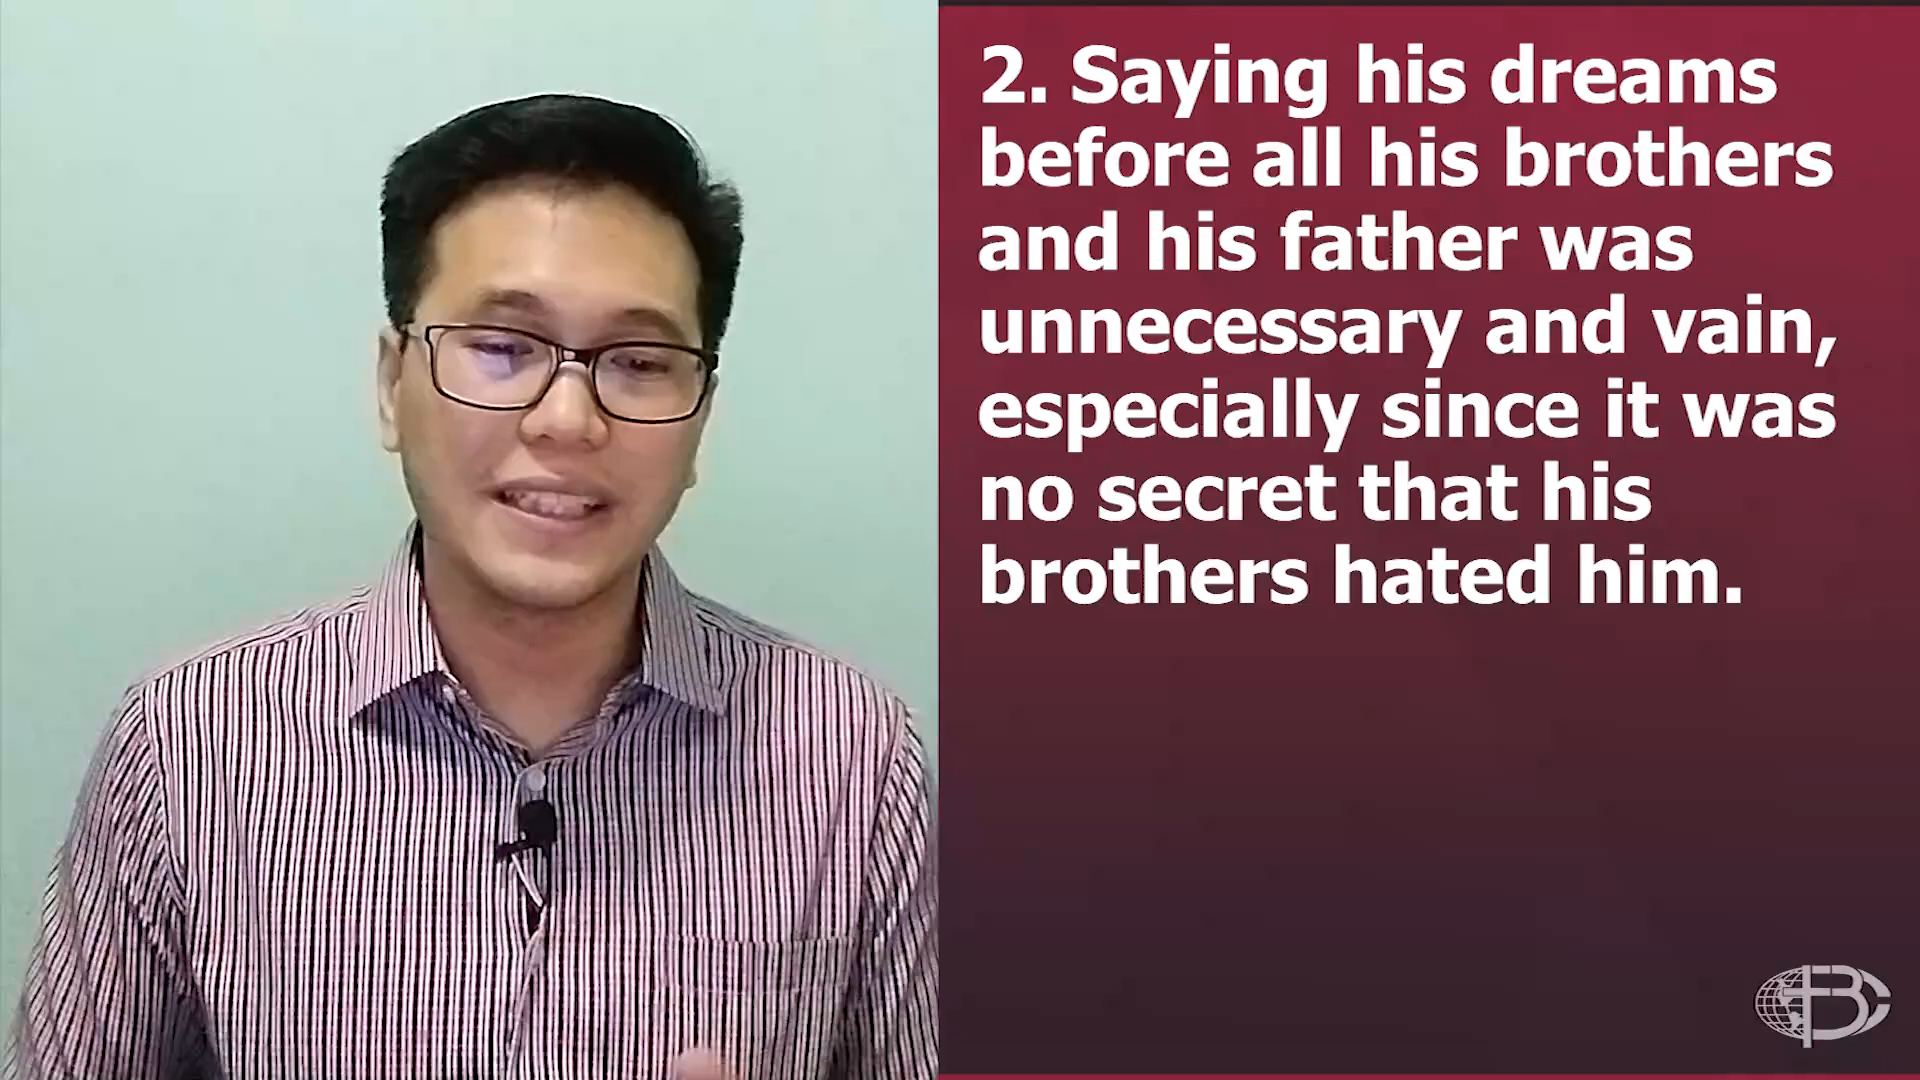 2. Saying his dreams
before all his brothers
and his father was
unnecessary and vain,
especially since it was
no secret that his
brothers hated him.